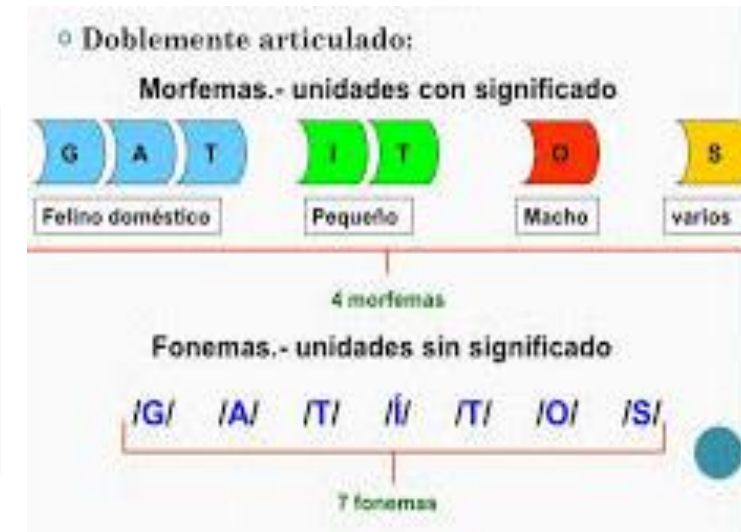 Doblemente articulado:
Morfemas.- unidades con significado
G A T I T O S
Felino doméstico Pequeño Macho varios
4 morfemas
Fonemas.- unidades sin significado
/G/ /A/ /T/ /Í/ /T/ /O/ /S/
7 fonemas